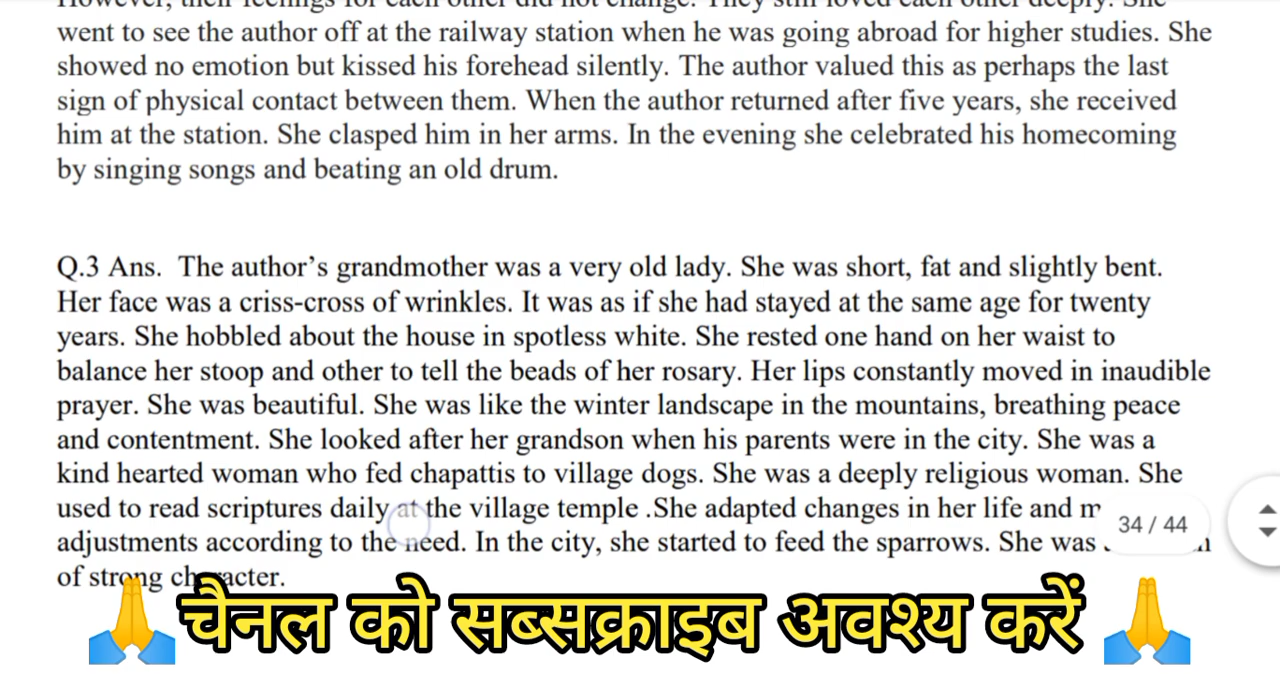 went to see the author off at the railway station when he was going abroad for higher studies. She
showed no emotion but kissed his forehead silently. The author valued this as perhaps the last
sign of physical contact between them. When the author returned after five years, she received
him at the station. She clasped him in her arms. In the evening she celebrated his homecoming
by singing songs and beating an old drum.
Q.3 Ans. The author’s grandmother was a very old lady. She was short, fat and slightly bent.
Her face was a criss-cross of wrinkles. It was as if she had stayed at the same age for twenty
years. She hobbled about the house in spotless white. She rested one hand on her waist to
balance her stoop and other to tell the beads of her rosary. Her lips constantly moved in inaudible
prayer. She was beautiful. She was like the winter landscape in the mountains, breathing peace
and contentment. She looked after her grandson when his parents were in the city. She was a
kind hearted woman who fed chapattis to village dogs. She was a deeply religious woman. She
used to read scriptures daily at the village temple .She adapted changes in her life and
34 / 44
adjustments according to the need. In the city, she started to feed the sparrows. She was
of strong character.
चैनल को सब्सक्राइब अवश्य करें